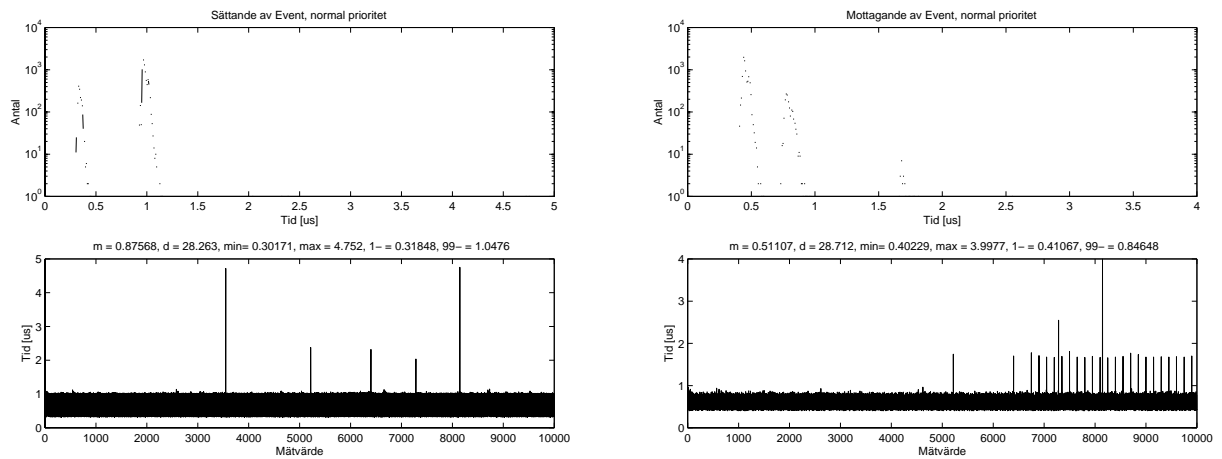 Sättande av Event, normal prioritet
10^4
10^3
10^2
10^1
10^0
Antal
0 0.5 1 1.5 2 2.5 3 3.5 4 4.5 5
Tid [us]
m = 0.87568, d = 28.263, min= 0.30171, max = 4.752, 1– = 0.31848, 99– = 1.0476
5
4
3
2
1
0
Tid [us]
0 1000 2000 3000 4000 5000 6000 7000 8000 9000 10000
Mätvärde
Mottagande av Event, normal prioritet
10^4
10^3
10^2
10^1
10^0
Antal
0 0.5 1 1.5 2 2.5 3 3.5 4
Tid [us]
m = 0.51107, d = 28.712, min= 0.40229, max = 3.9977, 1– = 0.41067, 99– = 0.84648
4
3
2
1
0
Tid [us]
0 1000 2000 3000 4000 5000 6000 7000 8000 9000 10000
Mätvärde